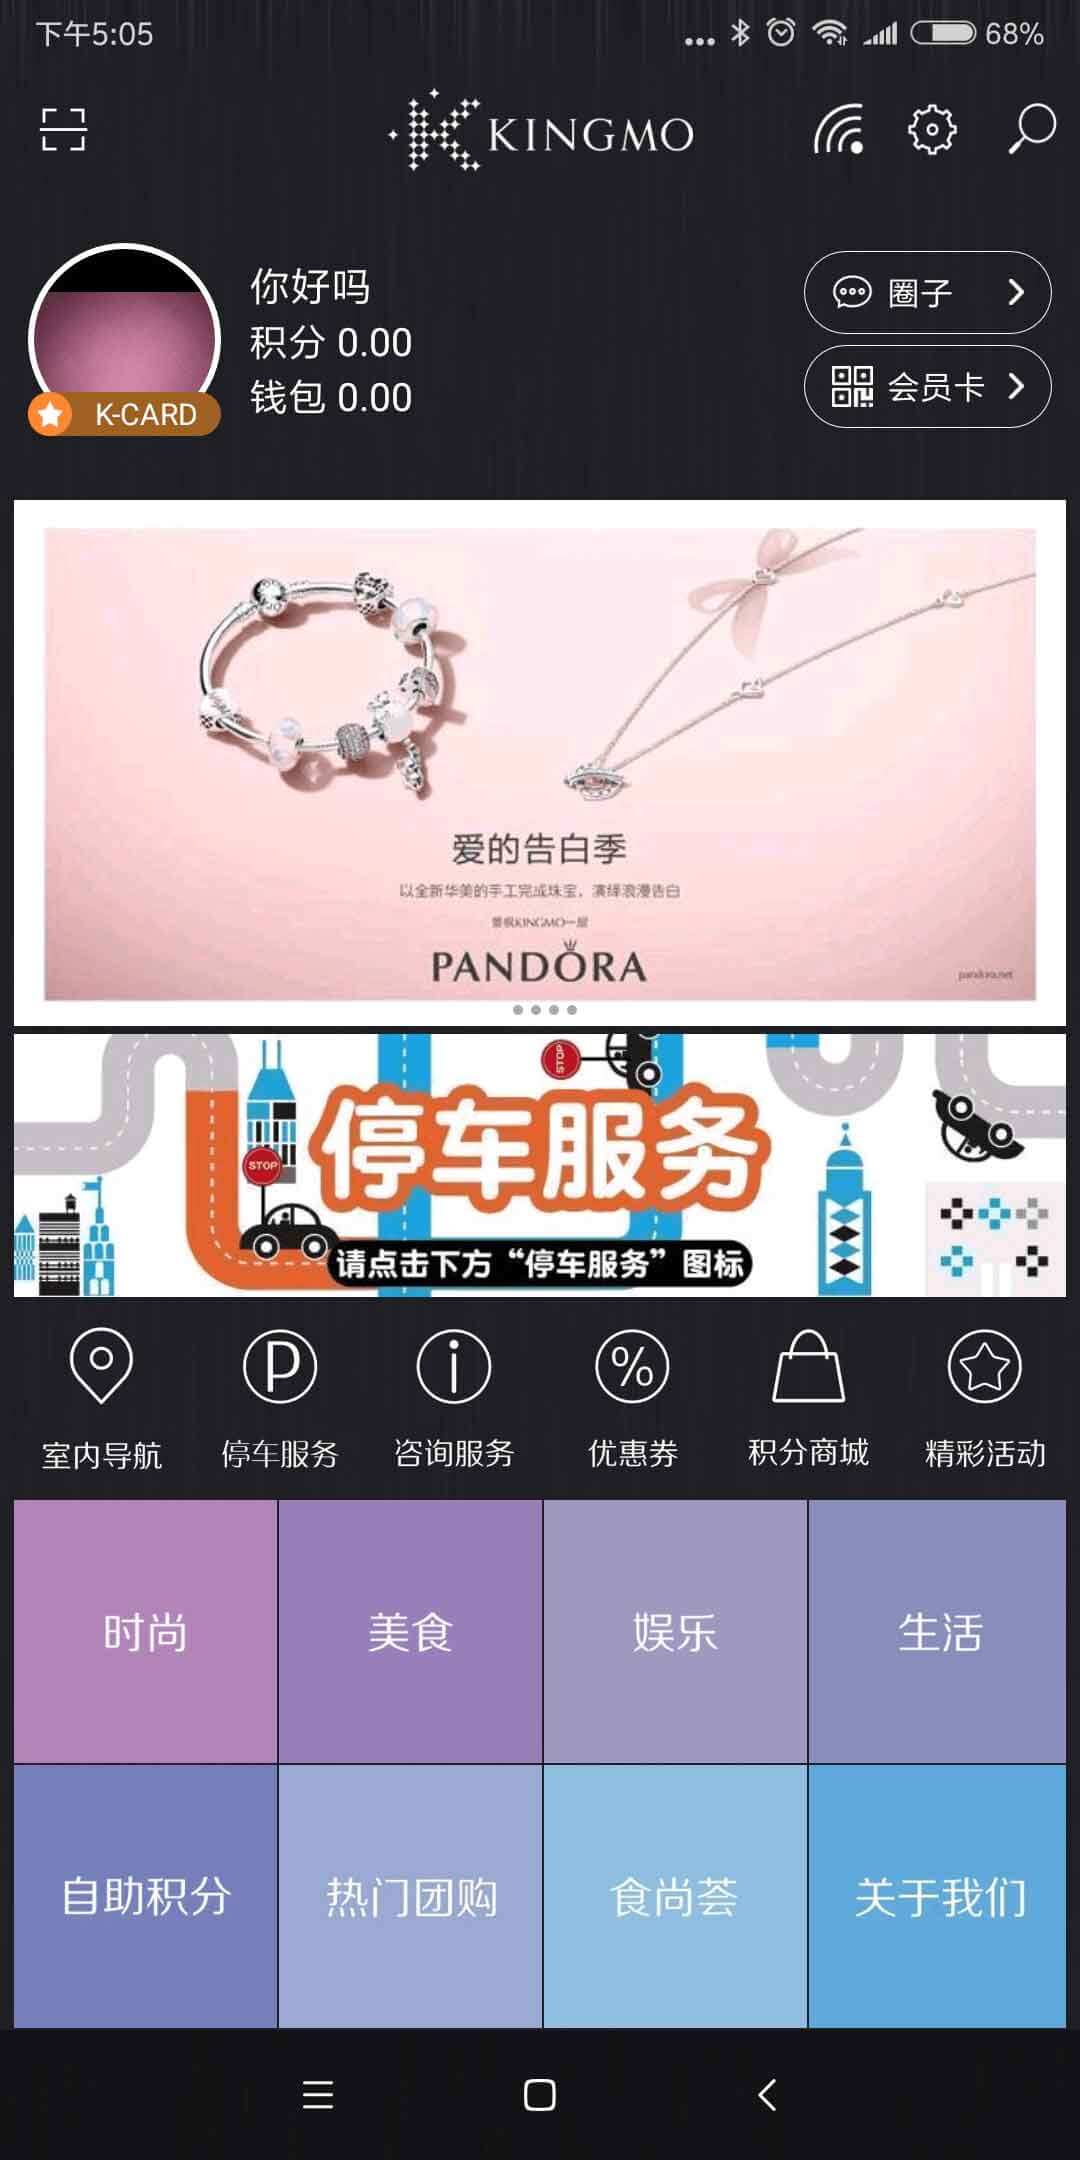 下午5:05
68%
KINGMO
你好吗
积分 0.00
钱包 0.00
K-CARD
圈子
会员卡
爱的告白季
以全新华美的手工完成珠宝，演绎浪漫告白
景枫KINGMO一层
PANDORA
pandora.net
STOP
停车服务
STOP
请点击下方“停车服务”图标
室内导航
停车服务
咨询服务
优惠券
积分商城
精彩活动
时尚
美食
娱乐
生活
自助积分
热门团购
食尚荟
关于我们